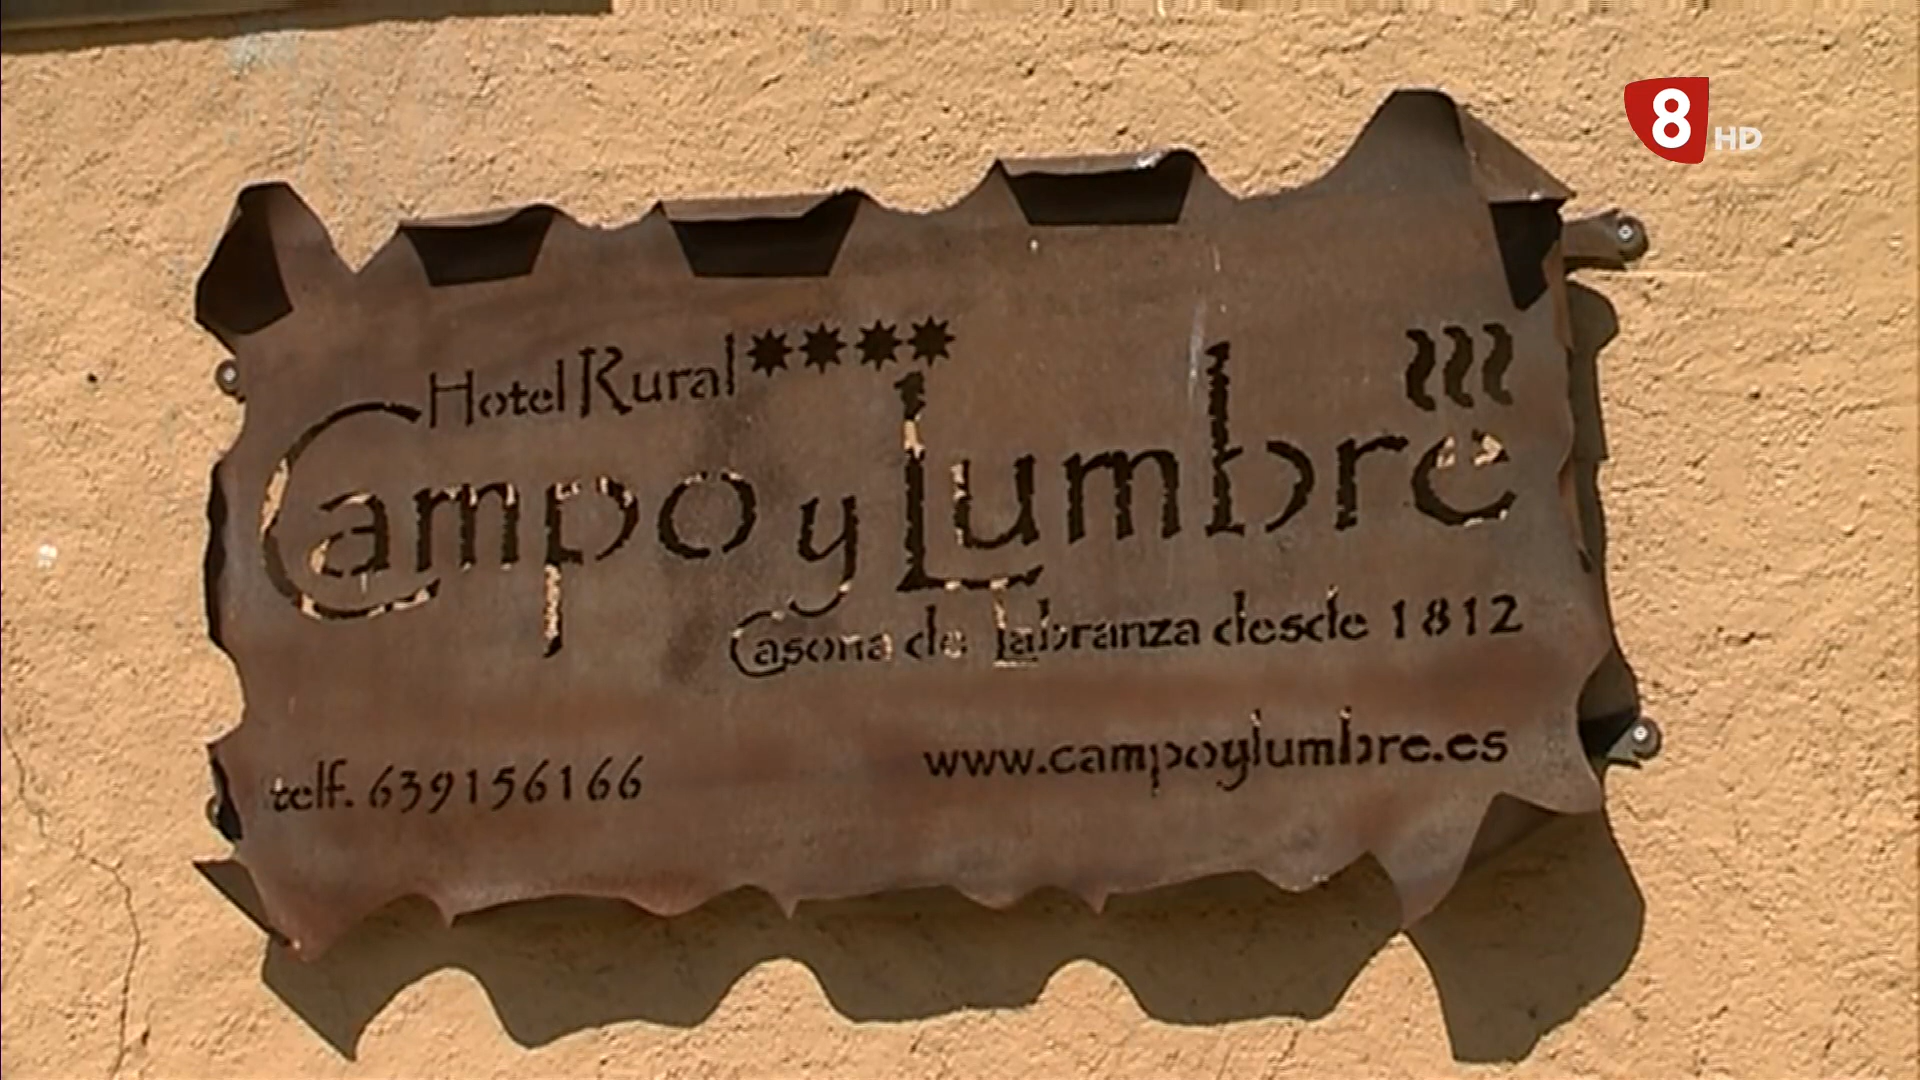 8 HD
Hotel Rural ****
Campo y Lumbre
Casona de Labranza desde 1812
telf. 639156166
www.campoylumbre.es